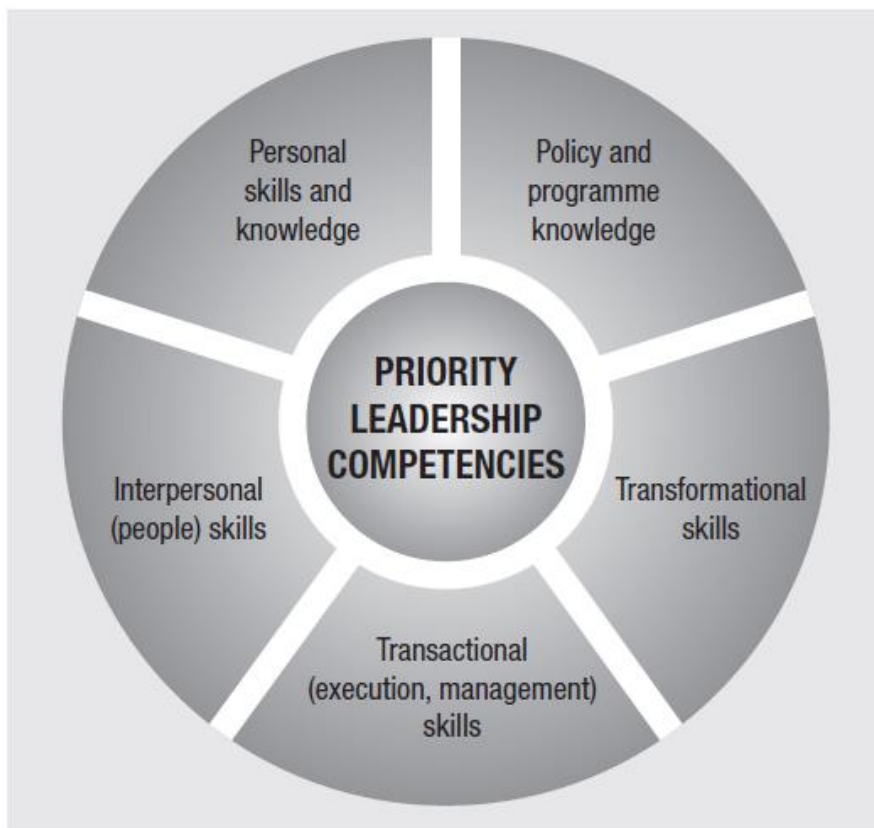 Personal
skills and
knowledge
Policy and
programme
knowledge
PRIORITY
LEADERSHIP
COMPETENCIES
Interpersonal
(people) skills
Transformational
skills
Transactional
(execution, management)
skills